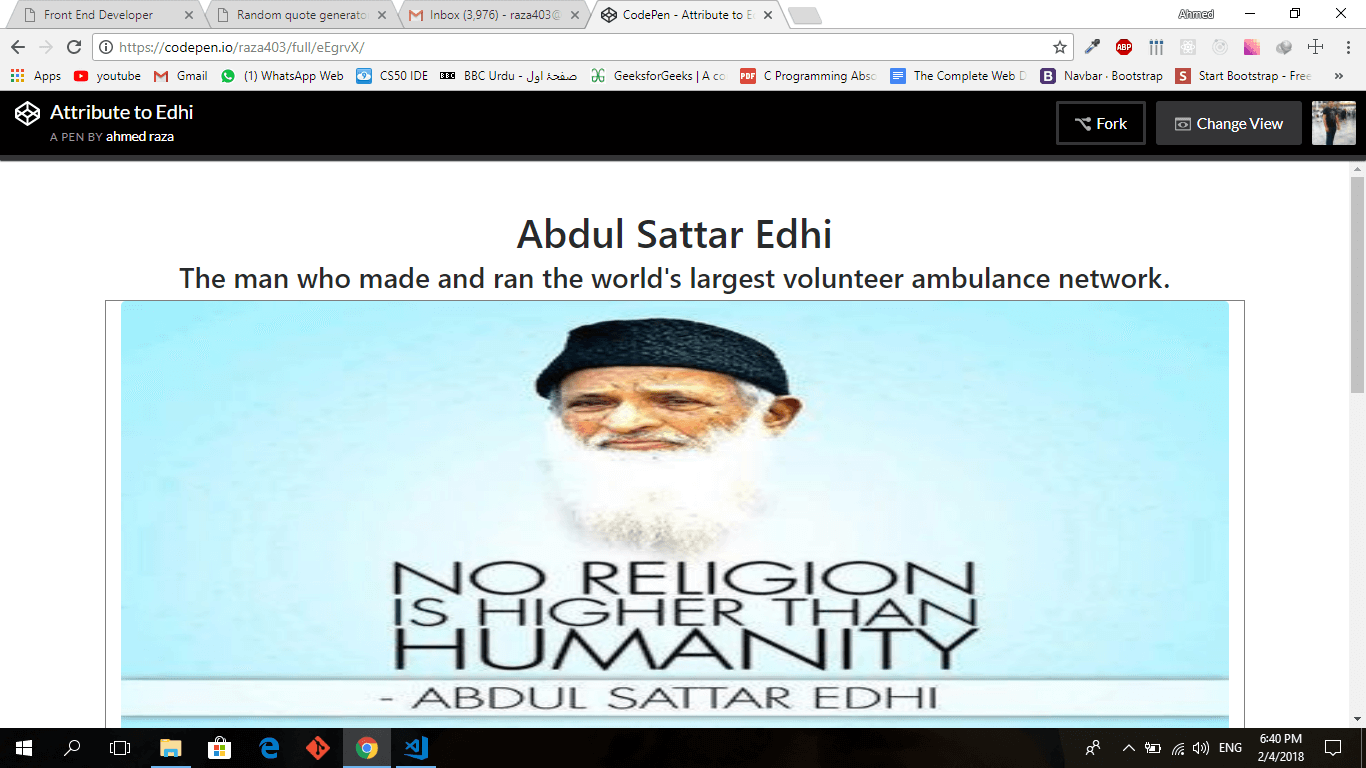 Front End Developer
Random quote generato
Inbox (3,976) - raza403@
CodePen - Attribute to E
Ahmed
https://codepen.io/raza403/full/eEgrvX/
ABP
Apps
youtube
Gmail
(1) WhatsApp Web
CS50 IDE
BBC
BBC Urdu - صفحۂ اول
GeeksforGeeks | A co
PDF
C Programming Abso
The Complete Web D
B
Navbar · Bootstrap
S
Start Bootstrap - Free
»
Attribute to Edhi
A PEN BY ahmed raza
Fork
Change View
Abdul Sattar Edhi
The man who made and ran the world's largest volunteer ambulance network.
NO RELIGION
IS HIGHER THAN
HUMANITY
- ABDUL SATTAR EDHI
ENG
6:40 PM
2/4/2018